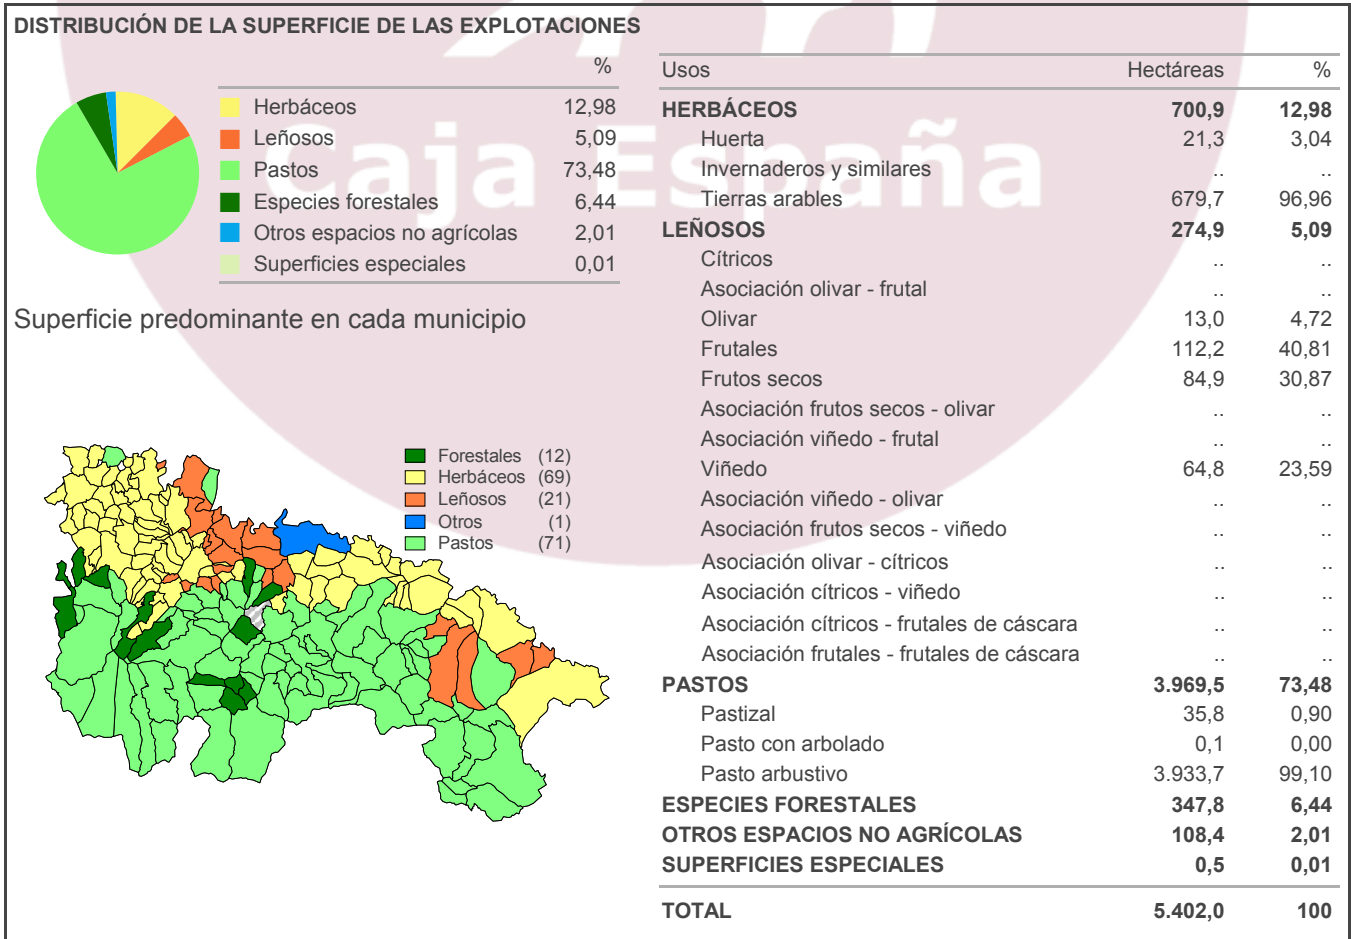 DISTRIBUCIÓN DE LA SUPERFICIE DE LAS EXPLOTACIONES
%
Herbáceos 12,98
Leñosos 5,09
Pastos 73,48
Especies forestales 6,44
Otros espacios no agrícolas 2,01
Superficies especiales 0,01
Superficie predominante en cada municipio
Forestales (12)
Herbáceos (69)
Leñosos (21)
Otros (1)
Pastos (71)
Usos Hectáreas %
HERBÁCEOS 700,9 12,98
Huerta 21,3 3,04
Invernaderos y similares .. ..
Tierras arables 679,7 96,96
LEÑOSOS 274,9 5,09
Cítricos .. ..
Asociación olivar - frutal .. ..
Olivar 13,0 4,72
Frutales 112,2 40,81
Frutos secos 84,9 30,87
Asociación frutos secos - olivar .. ..
Asociación viñedo - frutal .. ..
Viñedo 64,8 23,59
Asociación viñedo - olivar .. ..
Asociación frutos secos - viñedo .. ..
Asociación olivar - cítricos .. ..
Asociación cítricos - viñedo .. ..
Asociación cítricos - frutales de cáscara .. ..
Asociación frutales - frutales de cáscara .. ..
PASTOS 3.969,5 73,48
Pastizal 35,8 0,90
Pasto con arbolado 0,1 0,00
Pasto arbustivo 3.933,7 99,10
ESPECIES FORESTALES 347,8 6,44
OTROS ESPACIOS NO AGRÍCOLAS 108,4 2,01
SUPERFICIES ESPECIALES 0,5 0,01
TOTAL 5.402,0 100
Caja España